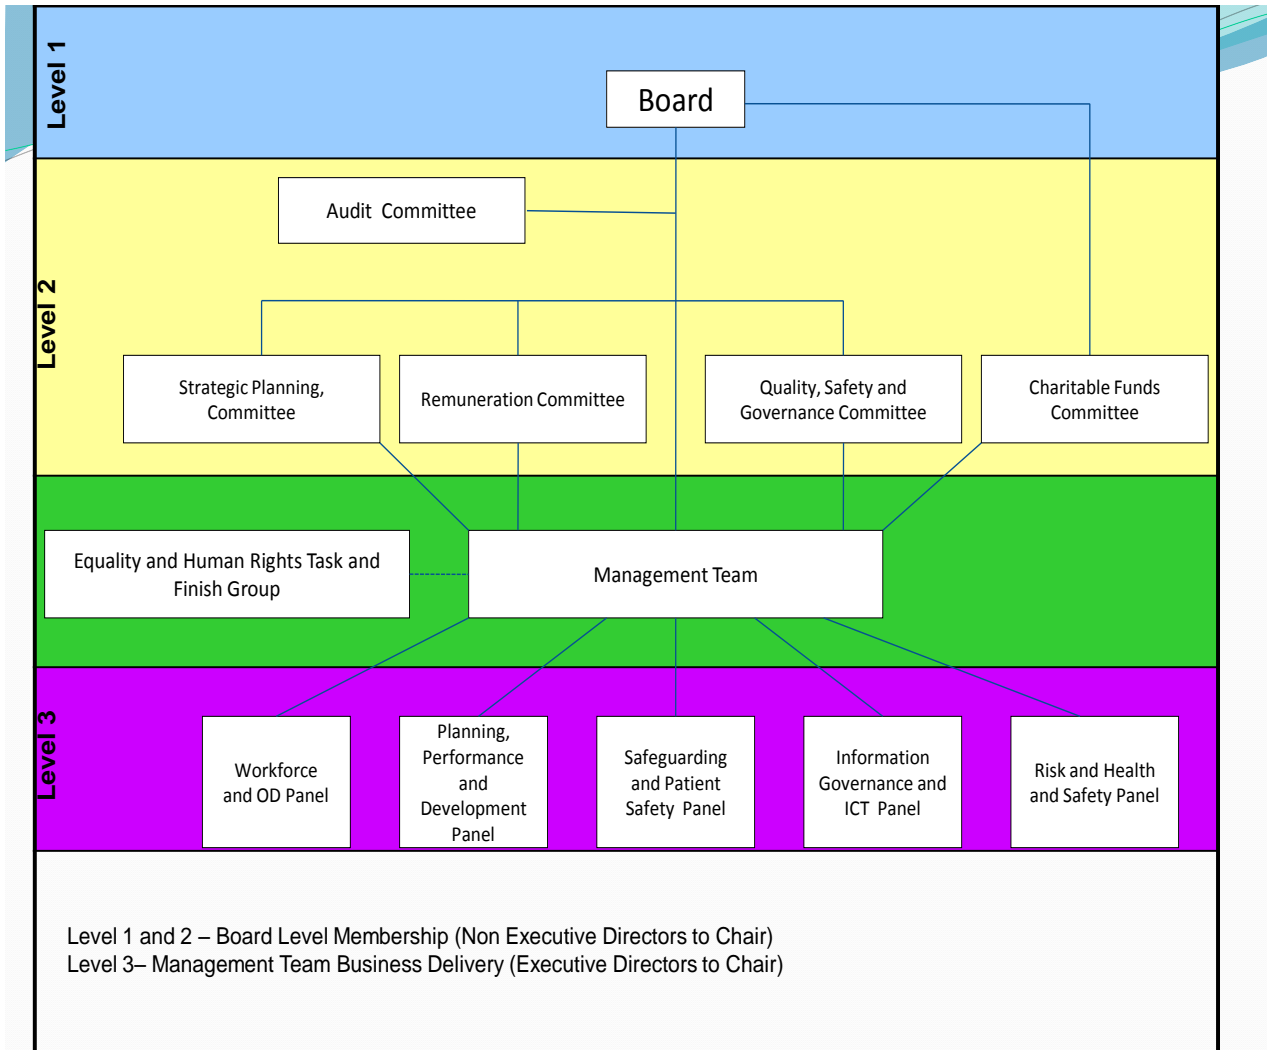 Level 1
Board
Level 2
Audit Committee
Strategic Planning,
Committee
Remuneration Committee
Quality, Safety and
Governance Committee
Charitable Funds
Committee
Equality and Human Rights Task and
Finish Group
Management Team
Level 3
Workforce
and OD Panel
Planning,
Performance
and
Development
Panel
Safeguarding
and Patient
Safety Panel
Information
Governance and
ICT Panel
Risk and Health
and Safety Panel
Level 1 and 2 – Board Level Membership (Non Executive Directors to Chair)
Level 3– Management Team Business Delivery (Executive Directors to Chair)